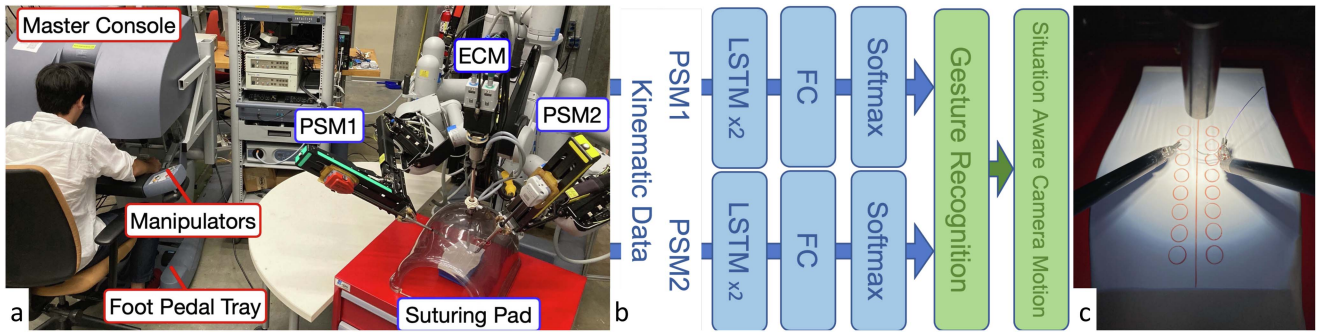 Master Console
ECM
PSM1
PSM2
Manipulators
Foot Pedal Tray
Suturing Pad
a
b
Kinematic Data
PSM1
PSM2
LSTM x2
FC
Softmax
LSTM x2
FC
Softmax
Gesture Recognition
Situation Aware Camera Motion
c